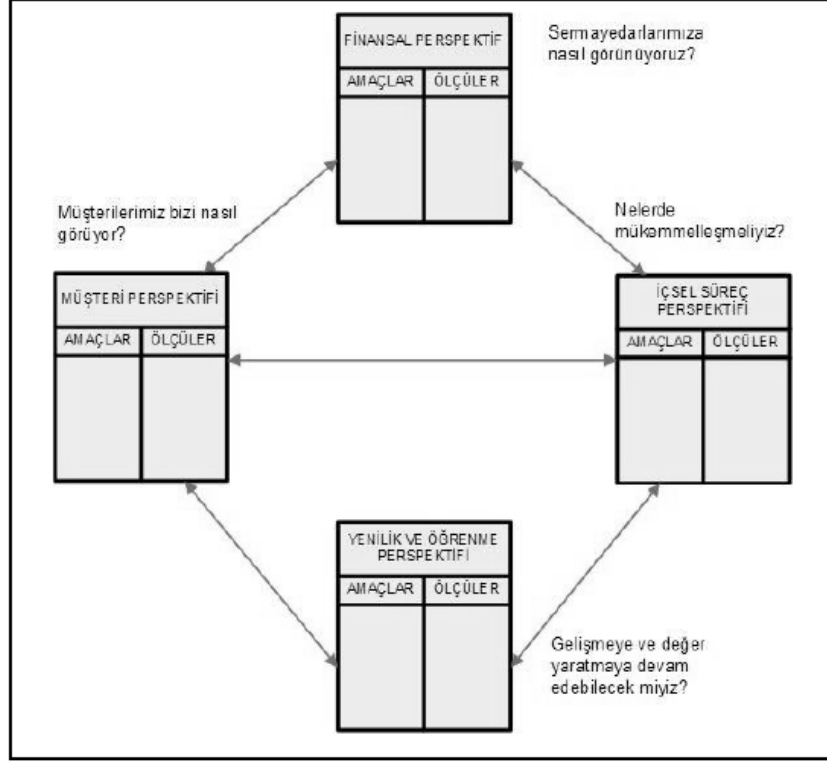 FİNANSAL PERSPEKTİF
AMAÇLAR ÖLÇÜLER
Sermayedarlarımıza
nasıl görünüyoruz?
Müşterilerimiz bizi nasıl
görüyor?
Nelerde
mükemmelleşmeliyiz?
MÜŞTERİ PERSPEKTİFİ
AMAÇLAR ÖLÇÜLER
İÇSEL SÜREÇ
PERSPEKTİFİ
AMAÇLAR ÖLÇÜLER
YENİLİK VE ÖĞRENME
PERSPEKTİFİ
AMAÇLAR ÖLÇÜLER
Gelişmeye ve değer
yaratmaya devam
edebilecek miyiz?